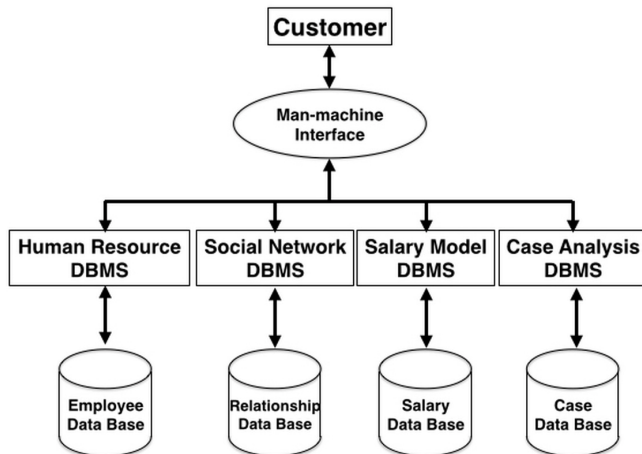 Customer
Man-machine
Interface
Human Resource
DBMS
Social Network
DBMS
Salary Model
DBMS
Case Analysis
DBMS
Employee
Data Base
Relationship
Data Base
Salary
Data Base
Case
Data Base